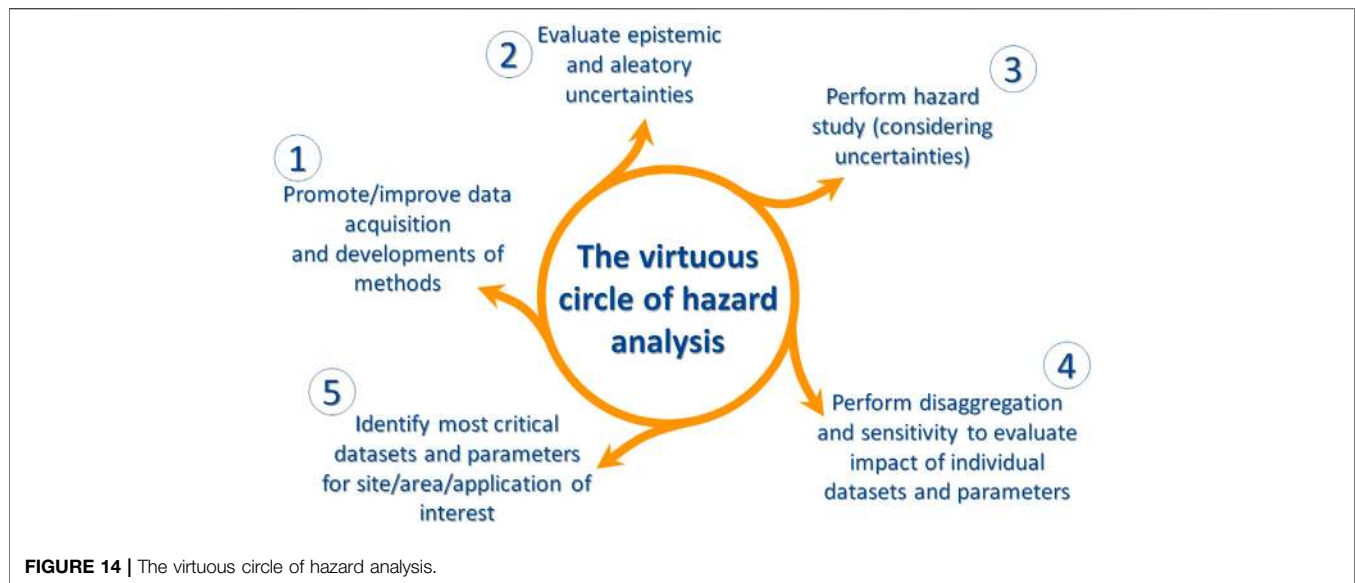 The virtuous
circle of hazard
analysis
1
Promote/improve data
acquisition
and developments of
methods
2
Evaluate epistemic
and aleatory
uncertainties
3
Perform hazard
study (considering
uncertainties)
4
Perform disaggregation
and sensitivity to evaluate
impact of individual
datasets and parameters
5
Identify most critical
datasets and parameters
for site/area/application of
interest
FIGURE 14 | The virtuous circle of hazard analysis.